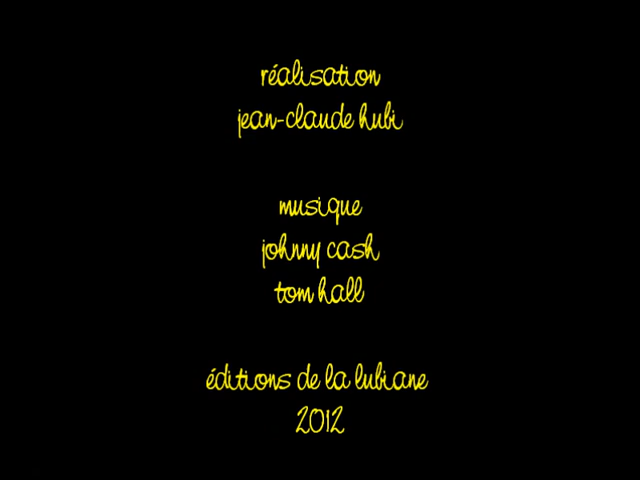 réalisation
jean-claude hubi
musique
johnny cash
tom hall
éditions de la lubiane
2012